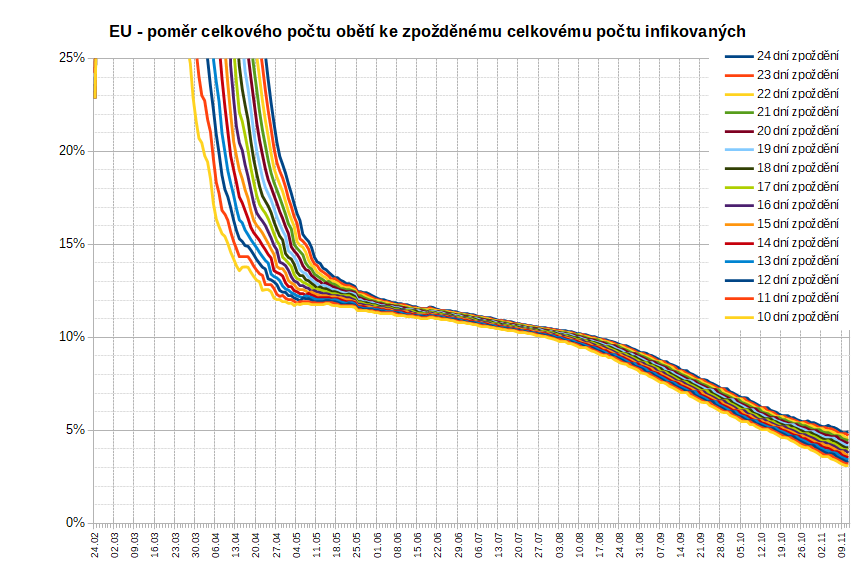 EU - poměr celkového počtu obětí ke zpožděnému celkovému počtu infikovaných
25%
20%
15%
10%
5%
0%
24 dní zpoždění
23 dní zpoždění
22 dní zpoždění
21 dní zpoždění
20 dní zpoždění
19 dní zpoždění
18 dní zpoždění
17 dní zpoždění
16 dní zpoždění
15 dní zpoždění
14 dní zpoždění
13 dní zpoždění
12 dní zpoždění
11 dní zpoždění
10 dní zpoždění
24.02
02.03
09.03
16.03
23.03
30.03
06.04
13.04
20.04
27.04
04.05
11.05
18.05
25.05
01.06
08.06
15.06
22.06
29.06
06.07
13.07
20.07
27.07
03.08
10.08
17.08
24.08
31.08
07.09
14.09
21.09
28.09
05.10
12.10
19.10
26.10
02.11
09.11